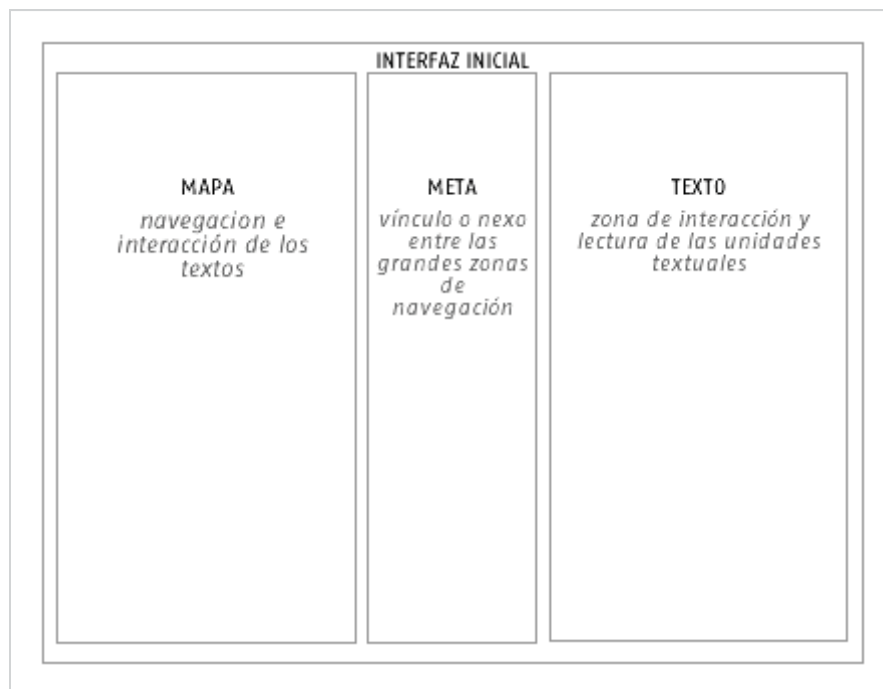 INTERFAZ INICIAL
MAPA
navegacion e
interacción de los
textos
META
vínculo o nexo
entre las
grandes zonas
de
navegación
TEXTO
zona de interacción y
lectura de las unidades
textuales